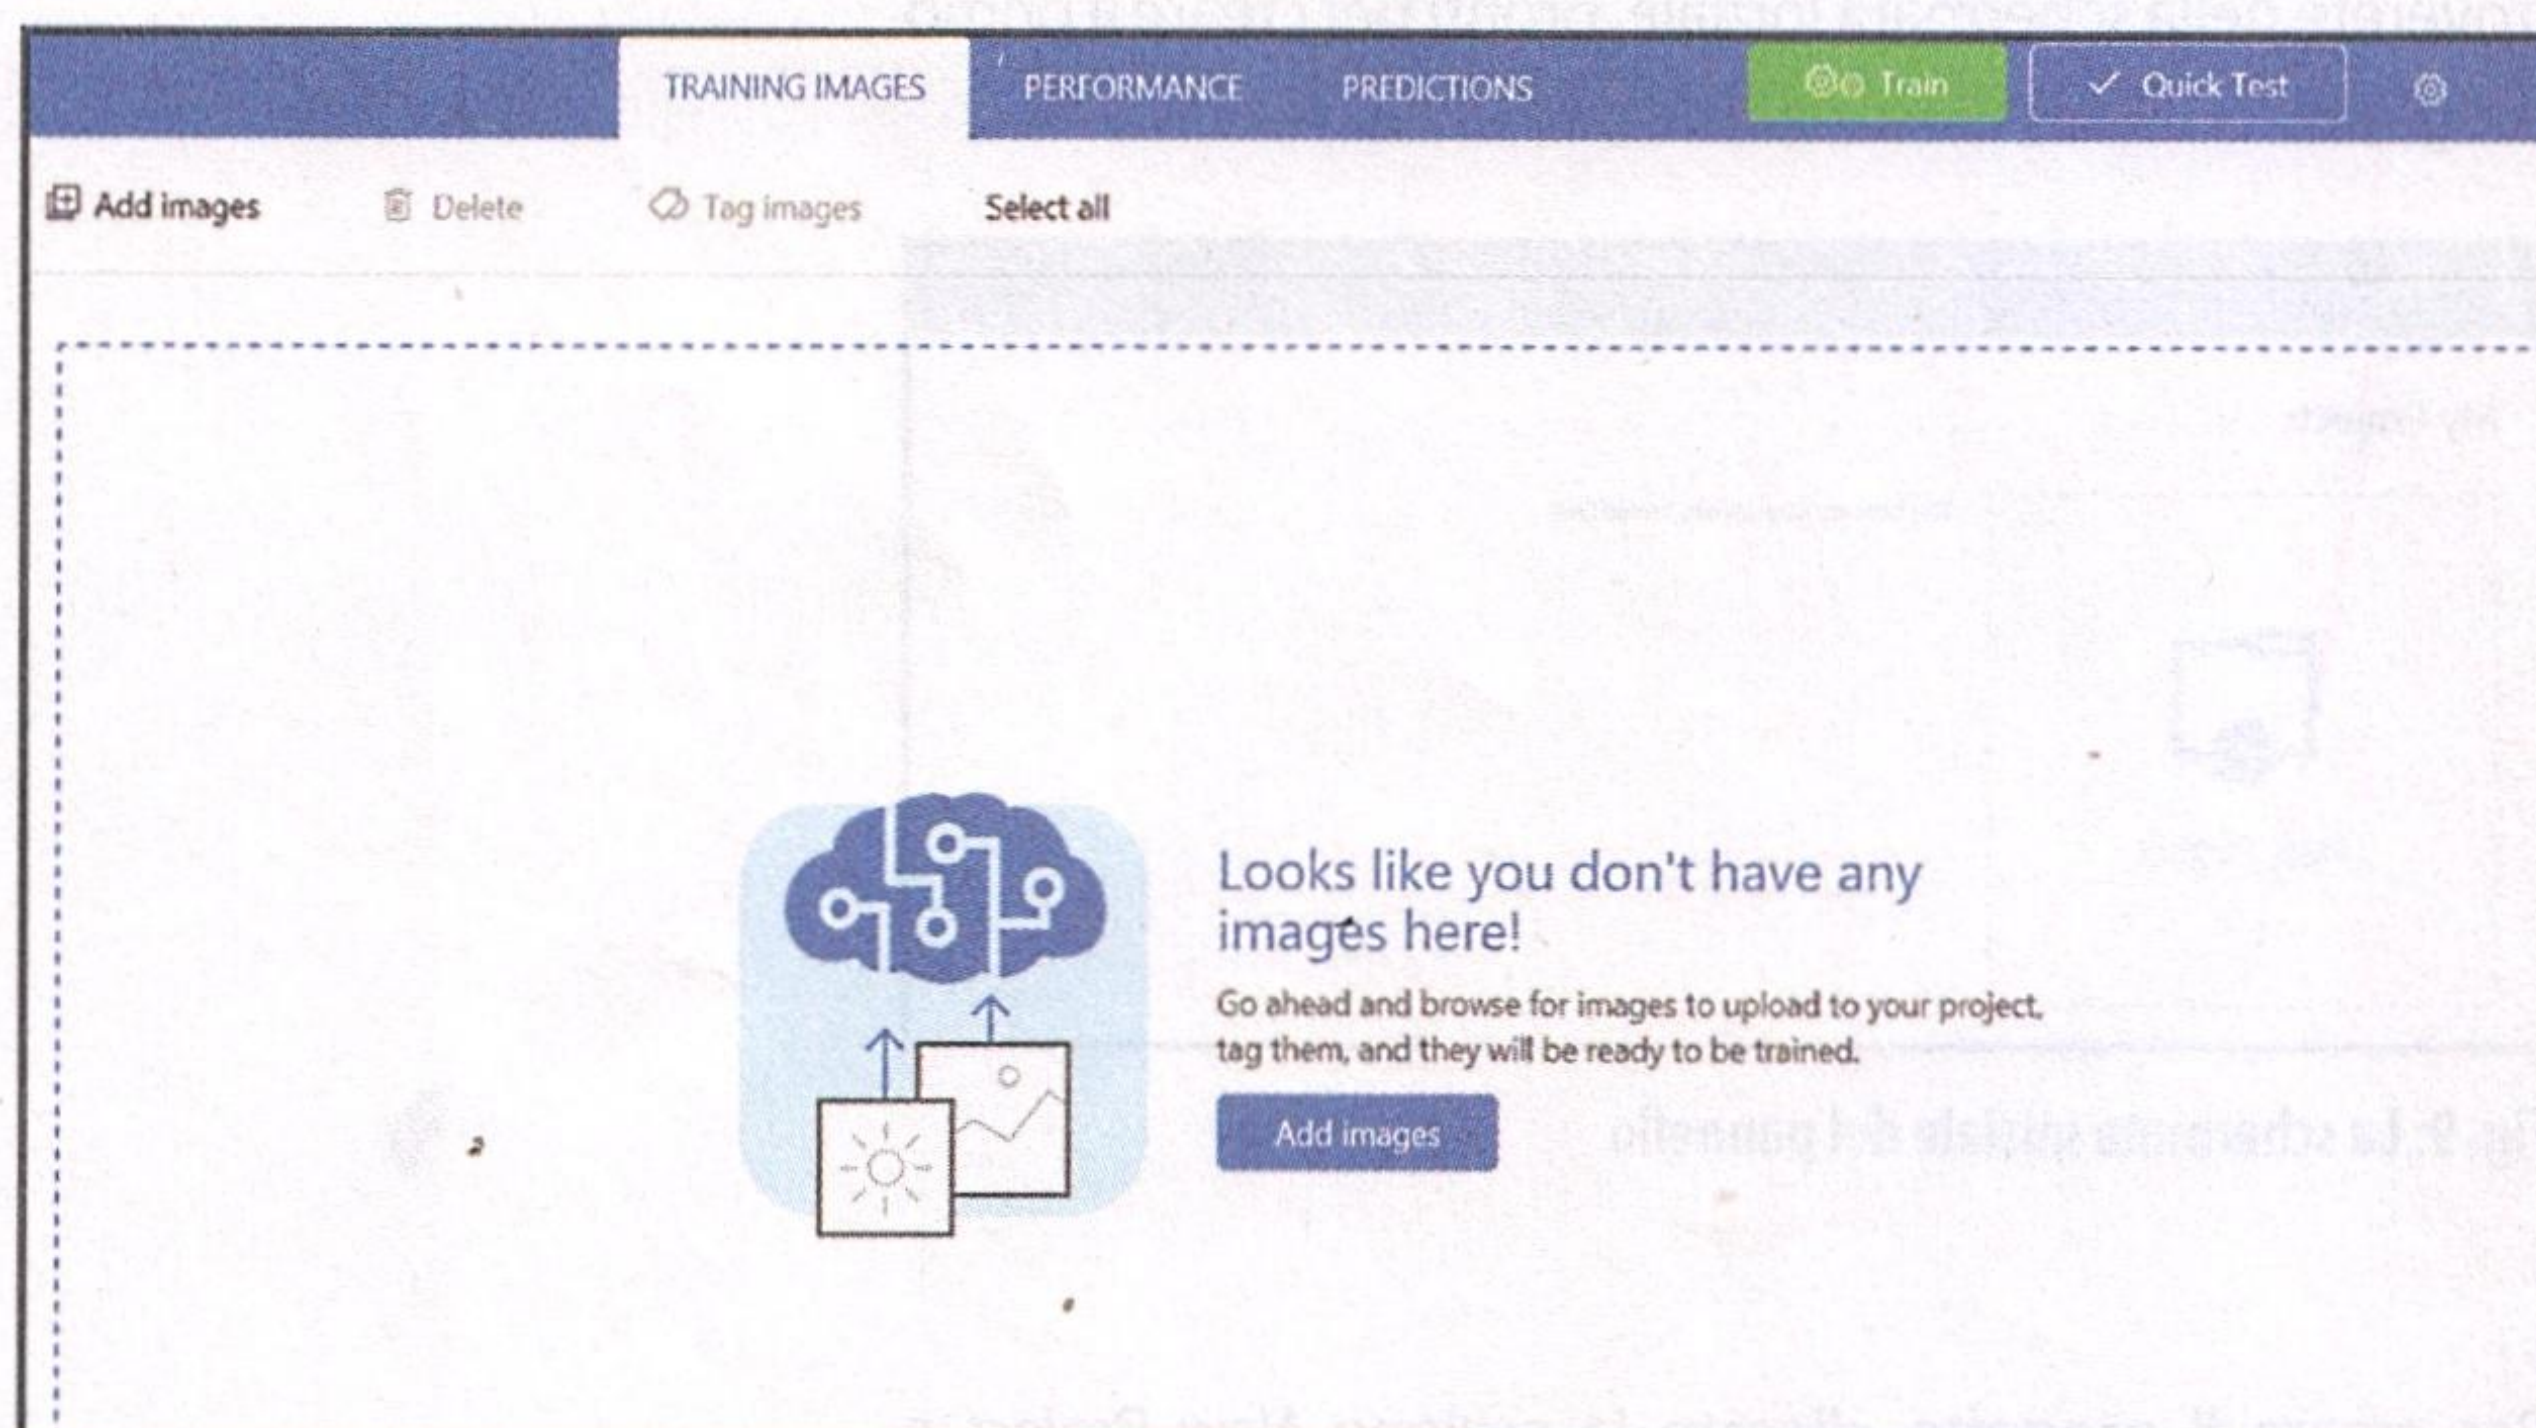 TRAINING IMAGES PERFORMANCE PREDICTIONS Train Quick Test
Add images Delete Tag images Select all
Looks like you don't have any
images here!
Go ahead and browse for images to upload to your project,
tag them, and they will be ready to be trained.
Add images